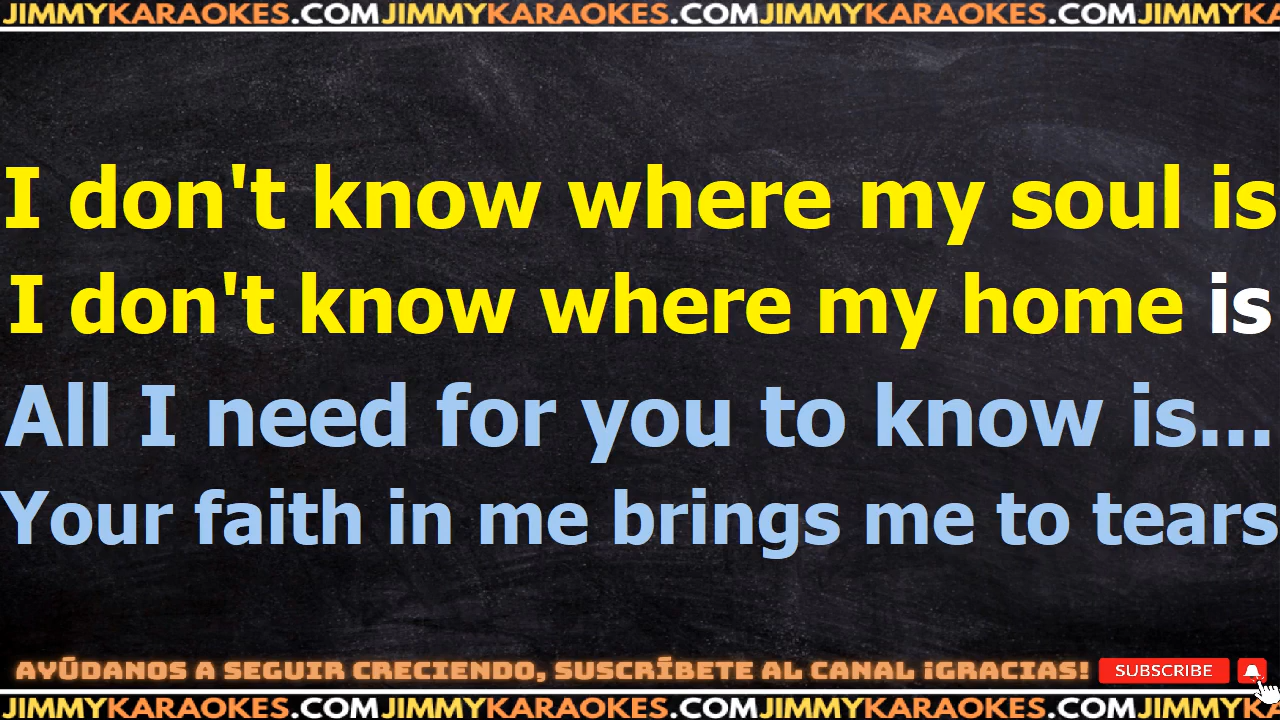 JIMMYKARAOKES.COMJIMMYKARAOKES.COMJIMMYKARAOKES.COMJIMMYKA
I don't know where my soul is
I don't know where my home is
All I need for you to know is...
Your faith in me brings me to tears
AYÚDANOS A SEGUIR CRECIENDO, SUSCRÍBETE AL CANAL ¡GRACIAS! SUBSCRIBE
JIMMYKARAOKES.COMJIMMYKARAOKES.COMJIMMYKARAOKES.COMJIMMYKA